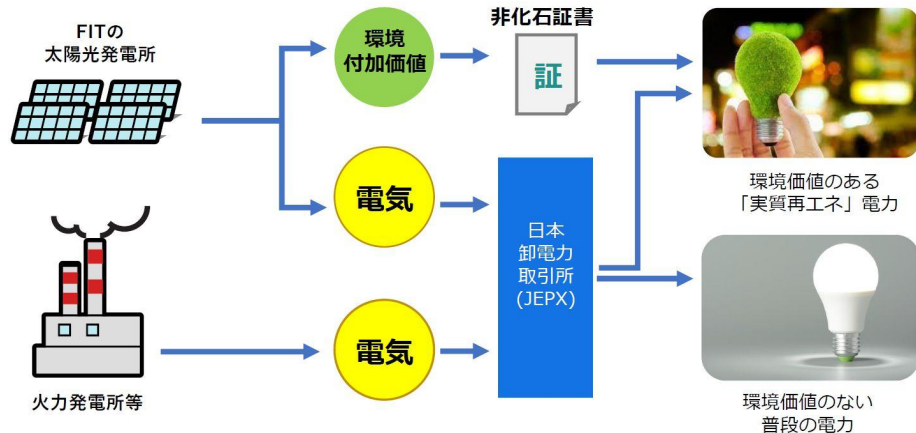 FITの
太陽光発電所
環境
付加価値
非化石証書
証
環境価値のある
「実質再エネ」電力
電気
日本
卸電力
取引所
(JEPX)
火力発電所等
電気
環境価値のない
普段の電力